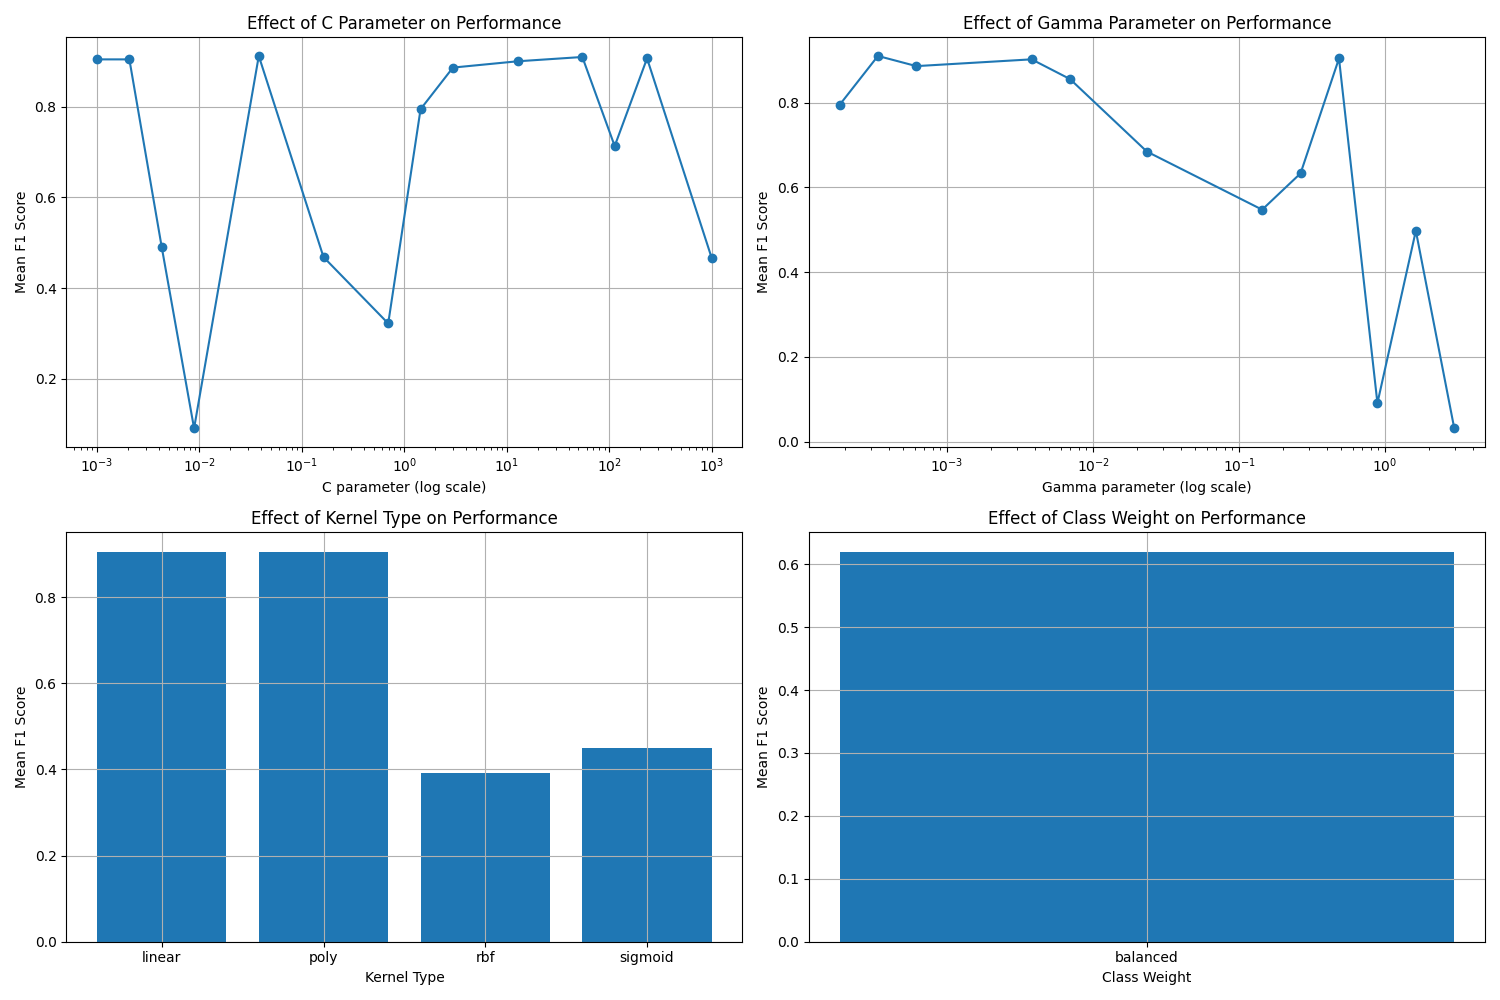 Effect of C Parameter on Performance
Mean F1 Score
0.8
0.6
0.4
0.2
10⁻³ 10⁻² 10⁻¹ 10⁰ 10¹ 10² 10³
C parameter (log scale)
Effect of Gamma Parameter on Performance
Mean F1 Score
0.8
0.6
0.4
0.2
0.0
10⁻³ 10⁻² 10⁻¹ 10⁰
Gamma parameter (log scale)
Effect of Kernel Type on Performance
Mean F1 Score
0.8
0.6
0.4
0.2
0.0
linear poly rbf sigmoid
Kernel Type
Effect of Class Weight on Performance
Mean F1 Score
0.6
0.5
0.4
0.3
0.2
0.1
0.0
balanced
Class Weight